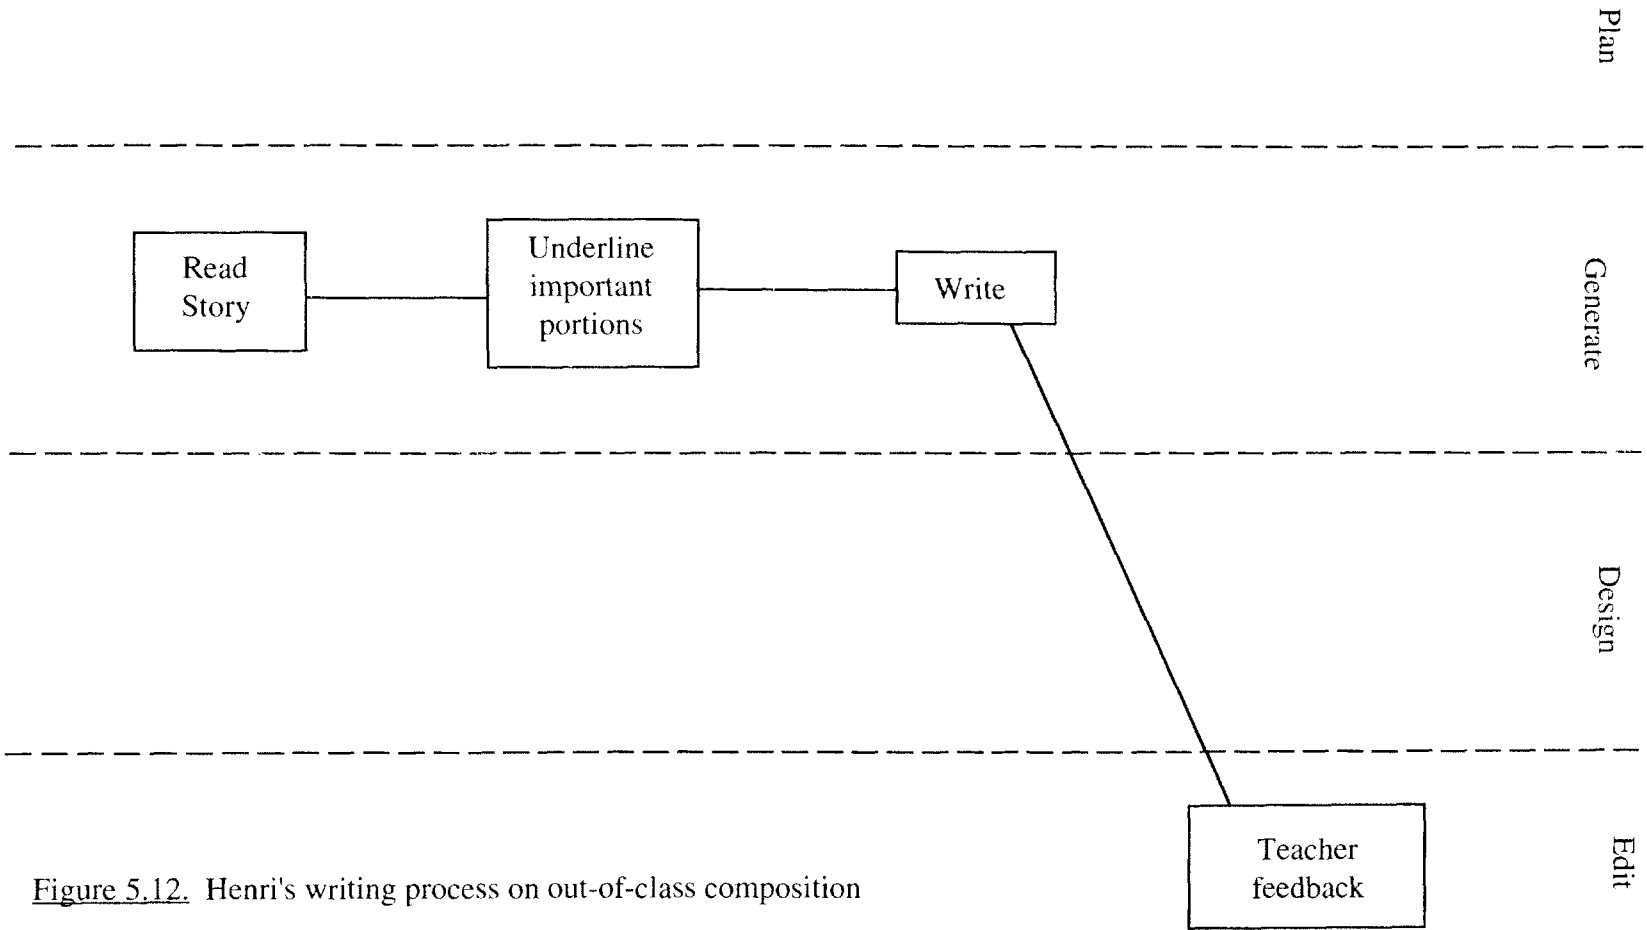 Plan
Read
Story
Underline
important
portions
Write
Generate
Design
Teacher
feedback
Edit
Figure 5.12. Henri's writing process on out-of-class composition